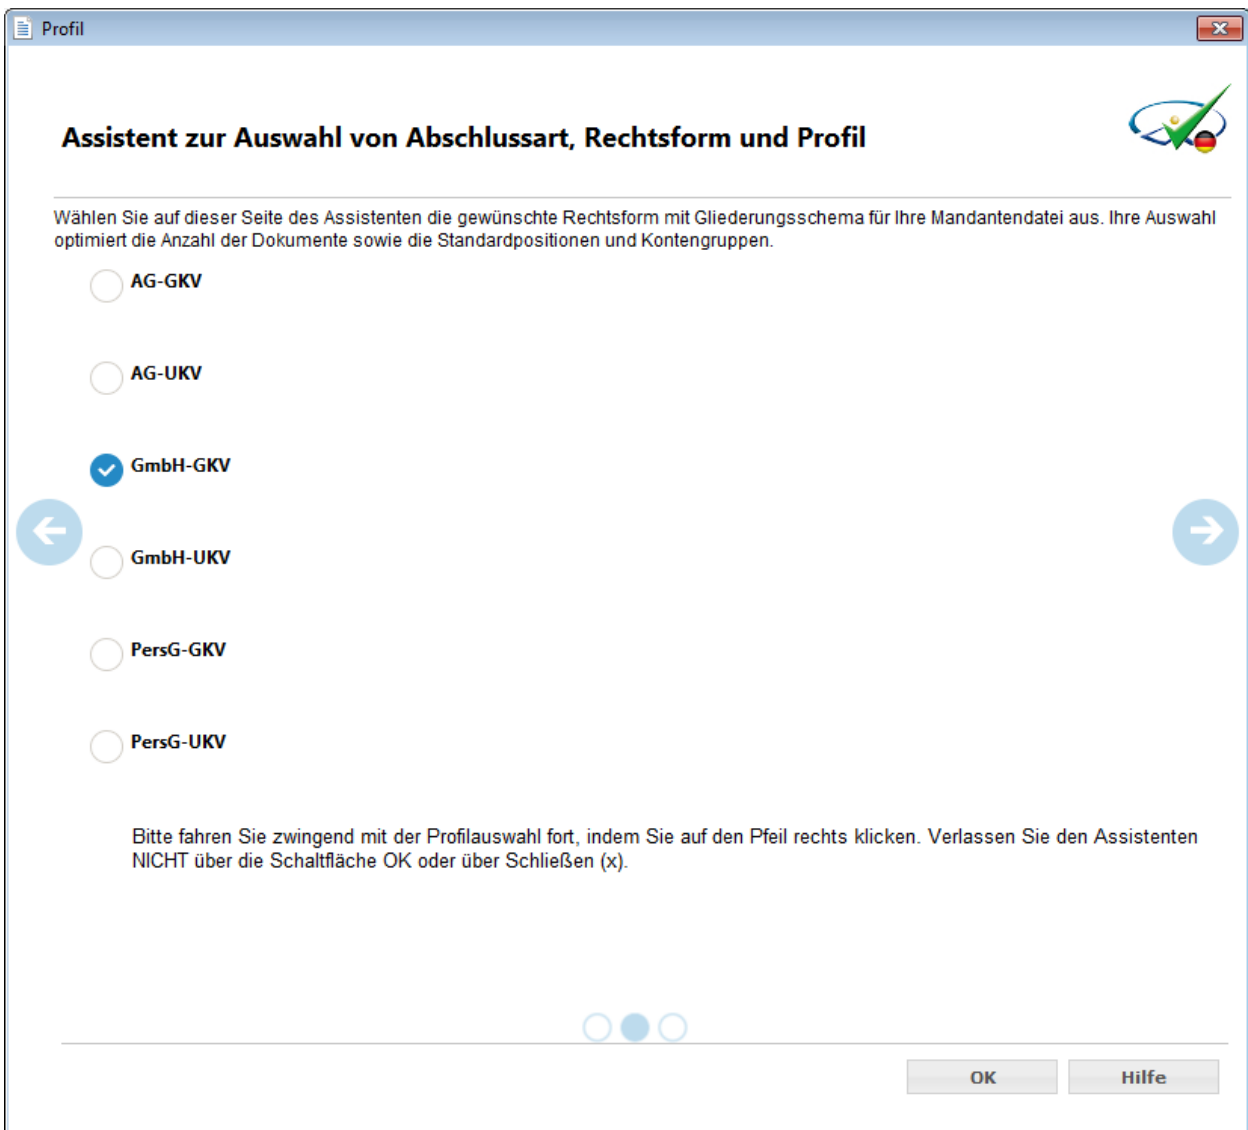 Profil
Assistent zur Auswahl von Abschlussart, Rechtsform und Profil
Wählen Sie auf dieser Seite des Assistenten die gewünschte Rechtsform mit Gliederungsschema für Ihre Mandantendatei aus. Ihre Auswahl
optimiert die Anzahl der Dokumente sowie die Standardpositionen und Kontengruppen.
AG-GKV
AG-UKV
GmbH-GKV
GmbH-UKV
PersG-GKV
PersG-UKV
Bitte fahren Sie zwingend mit der Profilauswahl fort, indem Sie auf den Pfeil rechts klicken. Verlassen Sie den Assistenten
NICHT über die Schaltfläche OK oder über Schließen (x).
OK
Hilfe